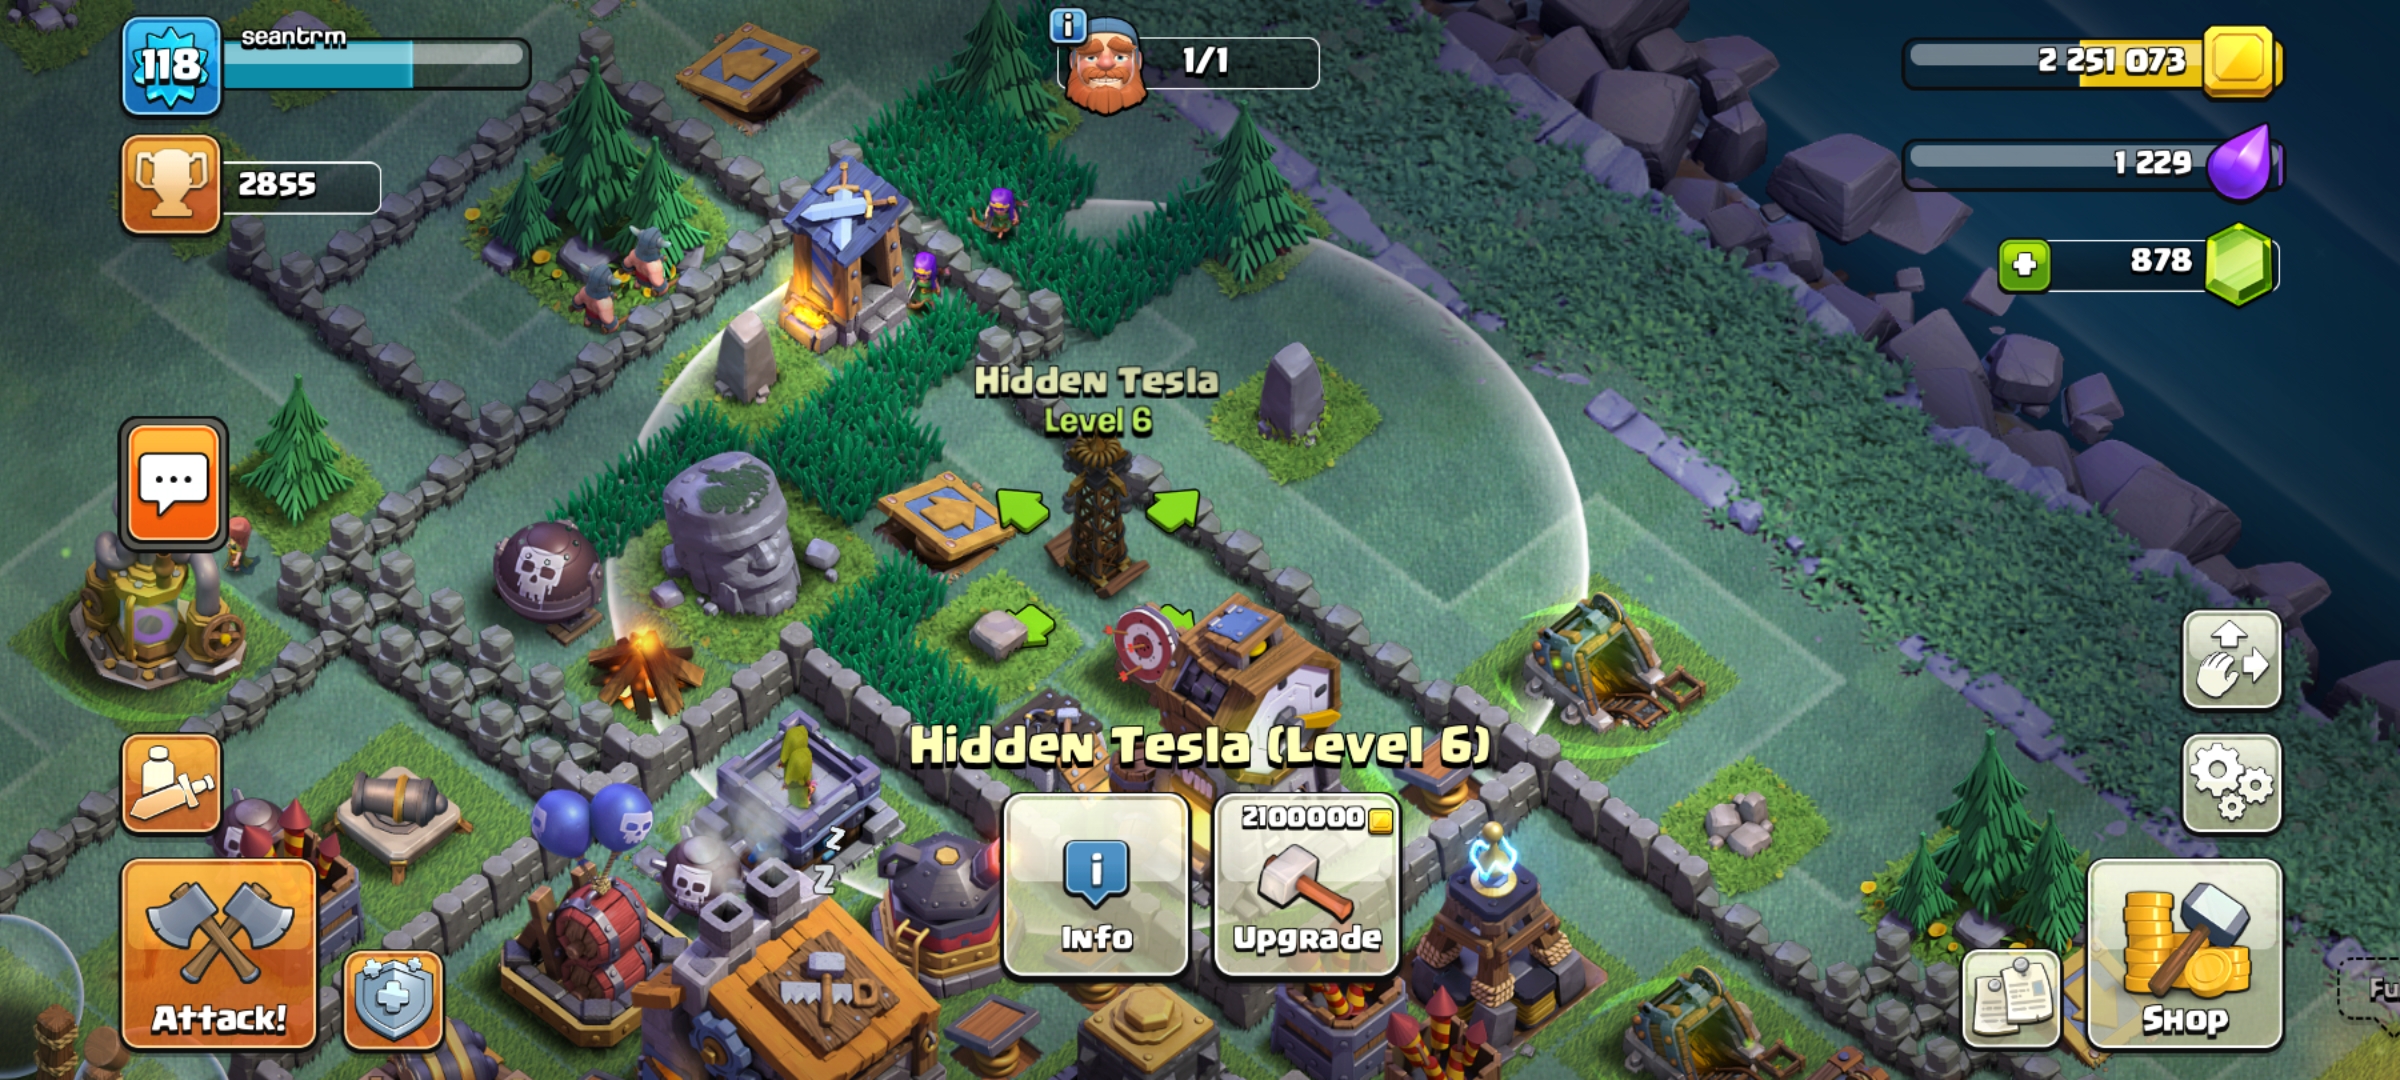 118
seantrm
1/1
2 251 073
2855
1 229
878
Hidden Tesla
Level 6
Hidden Tesla (Level 6)
z
z
2100000
Info
Upgrade
Attack!
Shop
Fu